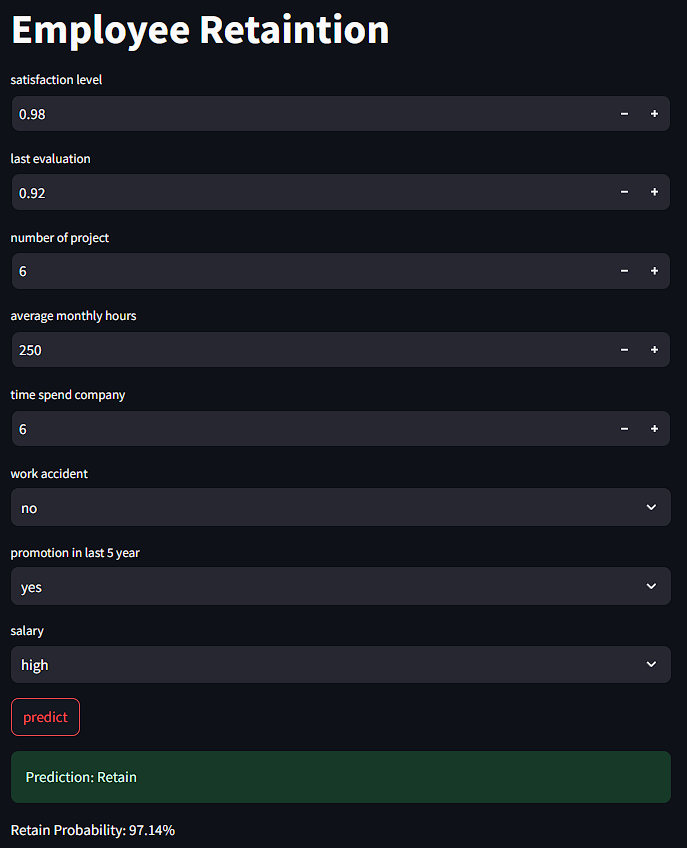 Employee Retaintion
satisfaction level
0.98
last evaluation
0.92
number of project
6
average monthly hours
250
time spend company
6
work accident
no
promotion in last 5 year
yes
salary
high
predict
Prediction: Retain
Retain Probability: 97.14%